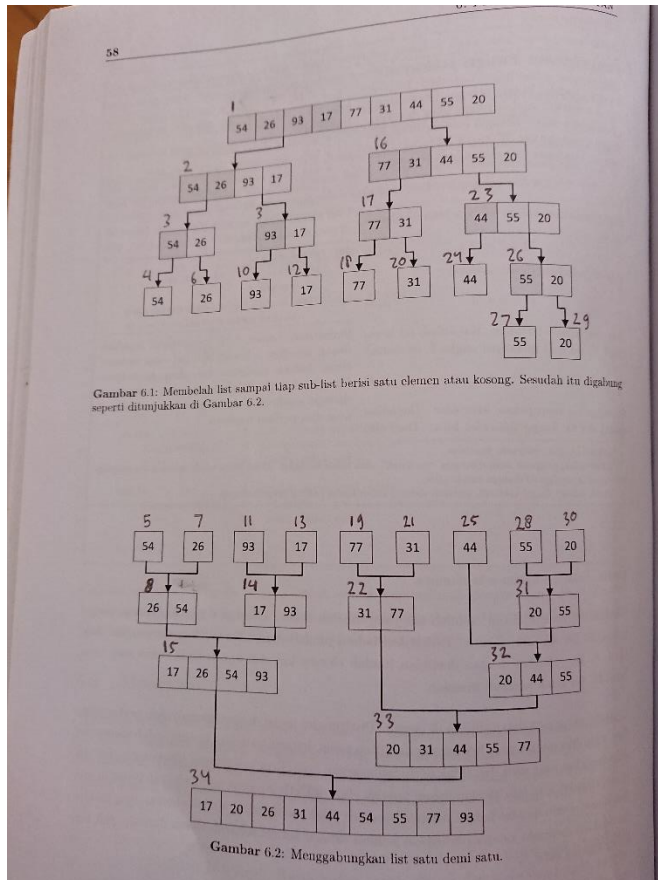 58
1
54 26 93 17 77 31 44 55 20
2 16
54 26 93 17 77 31 44 55 20
3 3 17 23
54 26 93 17 77 31 44 55 20
4 6 10 12 18 20 24 26
54 26 93 17 77 31 44 55 20
27 29
55 20
Gambar 6.1: Membelah list sampai tiap sub-list berisi satu elemen atau kosong. Sesudah itu digabung
seperti ditunjukkan di Gambar 6.2.
5 7 11 13 19 21 25 28 30
54 26 93 17 77 31 44 55 20
8 14 22 31
26 54 17 93 31 77 20 55
15 32
17 26 54 93 20 44 55
33
20 31 44 55 77
34
17 20 26 31 44 54 55 77 93
Gambar 6.2: Menggabungkan list satu demi satu.